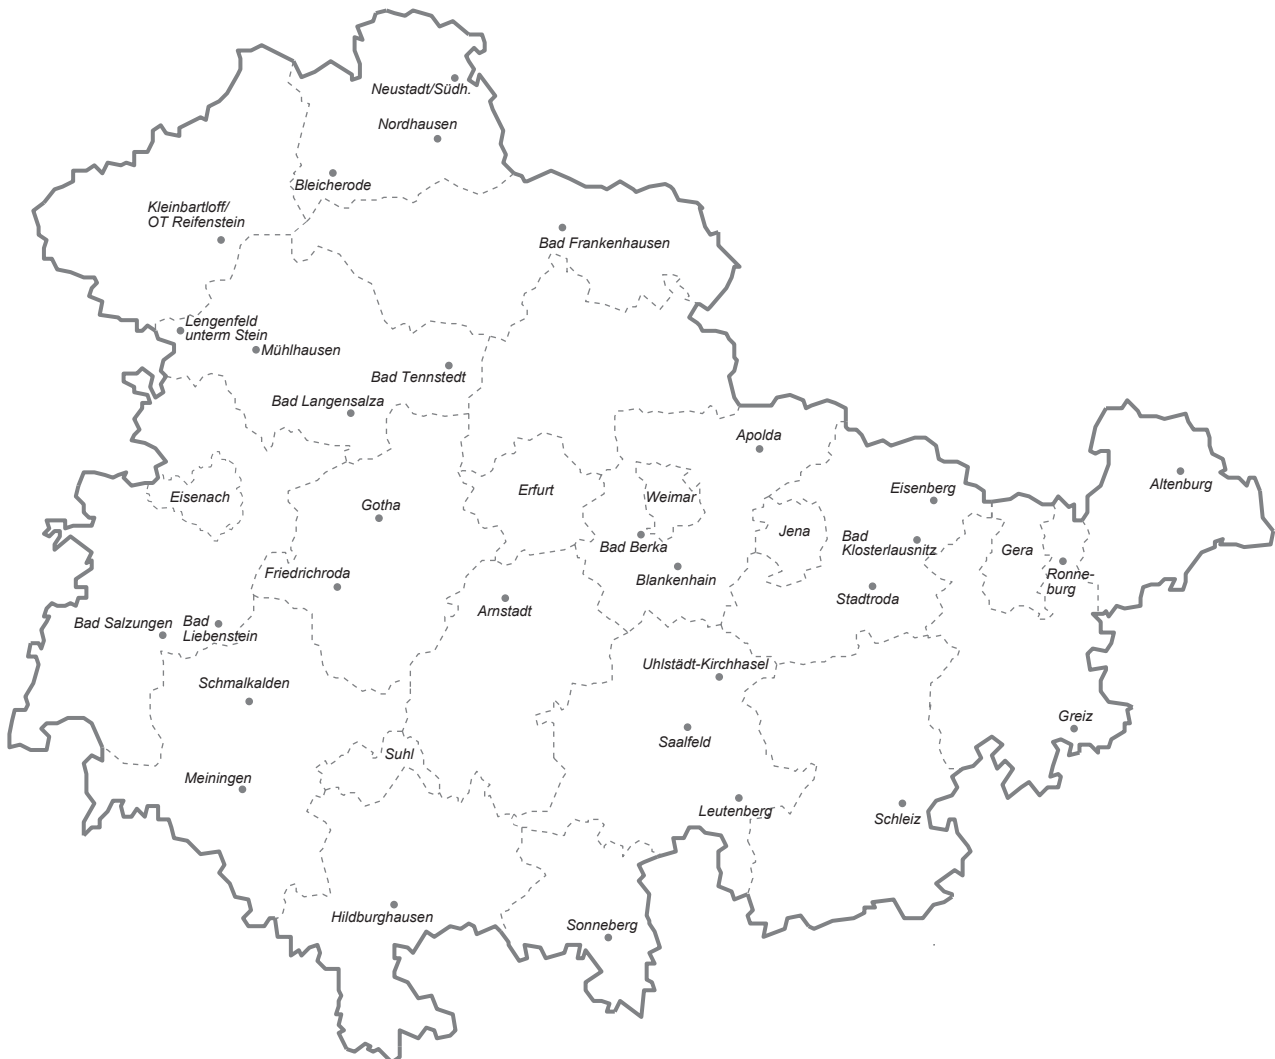 Neustadt/Südh.
Nordhausen
Bleicherode
Kleinbartloff/
OT Reifenstein
Bad Frankenhausen
Lengenfeld
unterm Stein
Mühlhausen
Bad Tennstedt
Bad Langensalza
Apolda
Altenburg
Eisenach
Gotha
Erfurt
Weimar
Eisenberg
Jena
Bad
Klosterlausnitz
Gera
Bad Berka
Ronne-
burg
Friedrichroda
Blankenhain
Stadtroda
Arnstadt
Bad Salzungen
Bad
Liebenstein
Uhlstädt-Kirchhasel
Schmalkalden
Greiz
Saalfeld
Suhl
Meiningen
Leutenberg
Schleiz
Hildburghausen
Sonneberg